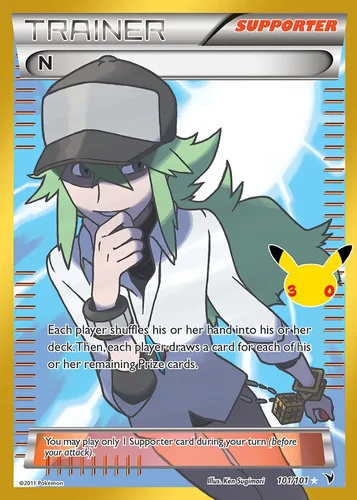 TRAINER
SUPPORTER
N
30
Each player shuffles his or her hand into his or her
deck. Then, each player draws a card for each of his
or her remaining Prize cards.
You may play only 1 Supporter card during your turn (before
your attack).
©2011 Pokémon
Illus. Ken Sugimori
101/101